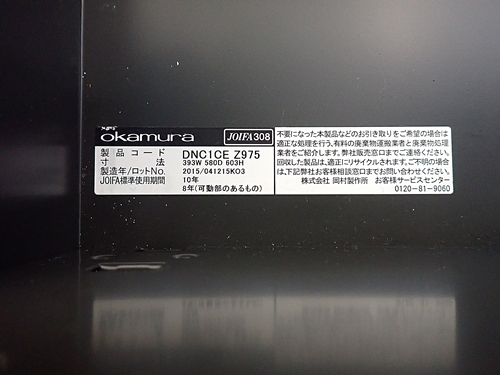 okamura
JOIFA308
製品コード DNC1CE Z975
寸法 393W 580D 603H
製造年/ロットNo. 2015/041215K03
JOIFA標準使用期間 10年
8年(可動部のあるもの)
不要になった本製品などのお引き取りをご希望の場合は
適正な処理を行う、有料の廃棄物運搬業者と廃棄物処理
業者をご紹介します。弊社販売窓口までご連絡ください。
回収した製品は、適正にリサイクルされます。ご不明の場合
は、下記弊社お客様相談窓口までお問い合わせください。
株式会社 岡村製作所 お客様サービスセンター
0120-81-9060